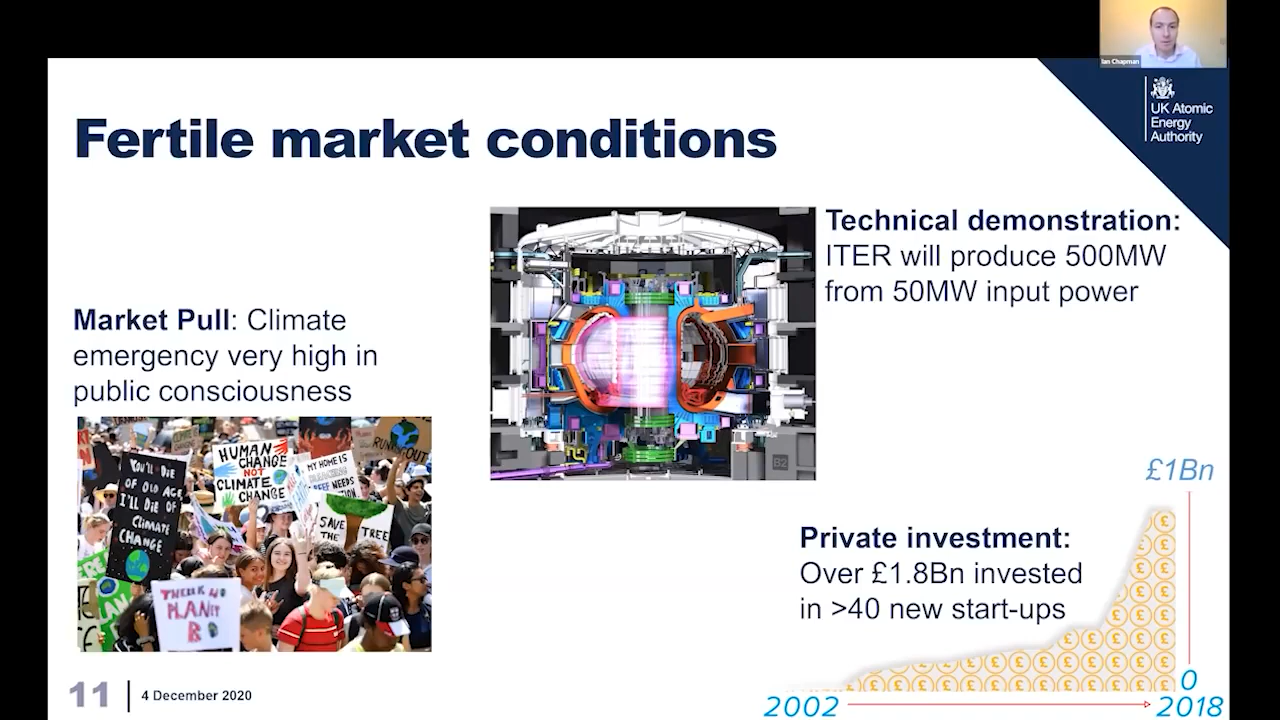 Ian Chapman
UK Atomic
Energy
Authority
Fertile market conditions
Technical demonstration:
ITER will produce 500MW
from 50MW input power
Market Pull: Climate
emergency very high in
public consciousness
YOU'LL DIE
OF OLD AGE
I'LL DIE OF
CLIMATE
CHANGE
HUMAN
CHANGE
NOT
CLIMATE
CHANGE
MY HOME IS
REEF NEEDS
SAVE
THE
TREE
PLANET
B
B2
£1Bn
Private investment:
Over £1.8Bn invested
in >40 new start-ups
0
2002
2018
11
4 December 2020